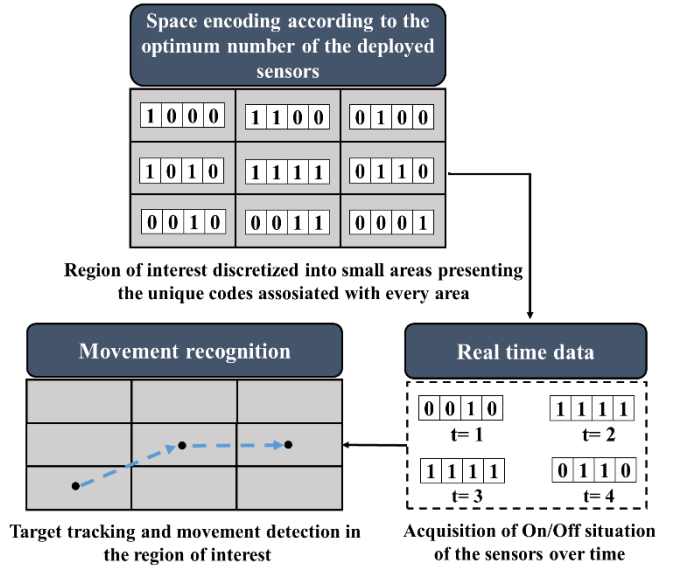 Space encoding according to the
optimum number of the deployed
sensors
1 0 0 0 1 1 0 0 0 1 0 0
1 0 1 0 1 1 1 1 0 1 1 0
0 0 1 0 0 0 1 1 0 0 0 1
Region of interest discretized into small areas presenting
the unique codes assosiated with every area
Movement recognition
Target tracking and movement detection in
the region of interest
Real time data
0 0 1 0 1 1 1 1
t= 1 t= 2
1 1 1 1 0 1 1 0
t= 3 t= 4
Acquisition of On/Off situation
of the sensors over time